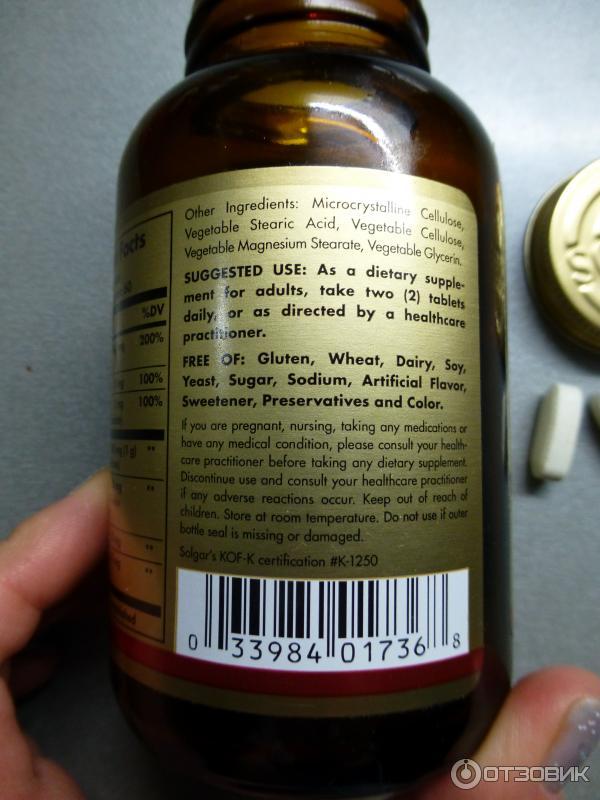 Other Ingredients: Microcrystalline Cellulose,
Vegetable Stearic Acid, Vegetable Cellulose,
Vegetable Magnesium Stearate, Vegetable Glycerin.
SUGGESTED USE: As a dietary supple-
ment for adults, take two (2) tablets
daily, or as directed by a healthcare
practitioner.
FREE OF: Gluten, Wheat, Dairy, Soy,
Yeast, Sugar, Sodium, Artificial Flavor,
Sweetener, Preservatives and Color.
If you are pregnant, nursing, taking any medications or
have any medical condition, please consult your health-
care practitioner before taking any dietary supplement.
Discontinue use and consult your healthcare practitioner
if any adverse reactions occur. Keep out of reach of
children. Store at room temperature. Do not use if outer
bottle seal is missing or damaged.
Solgar's KOF-K certification #K-1250
0 33984 01736 8
Facts
%DV
200%
100%
100%
(1 g) **
**
**
**
ОТЗОВИК